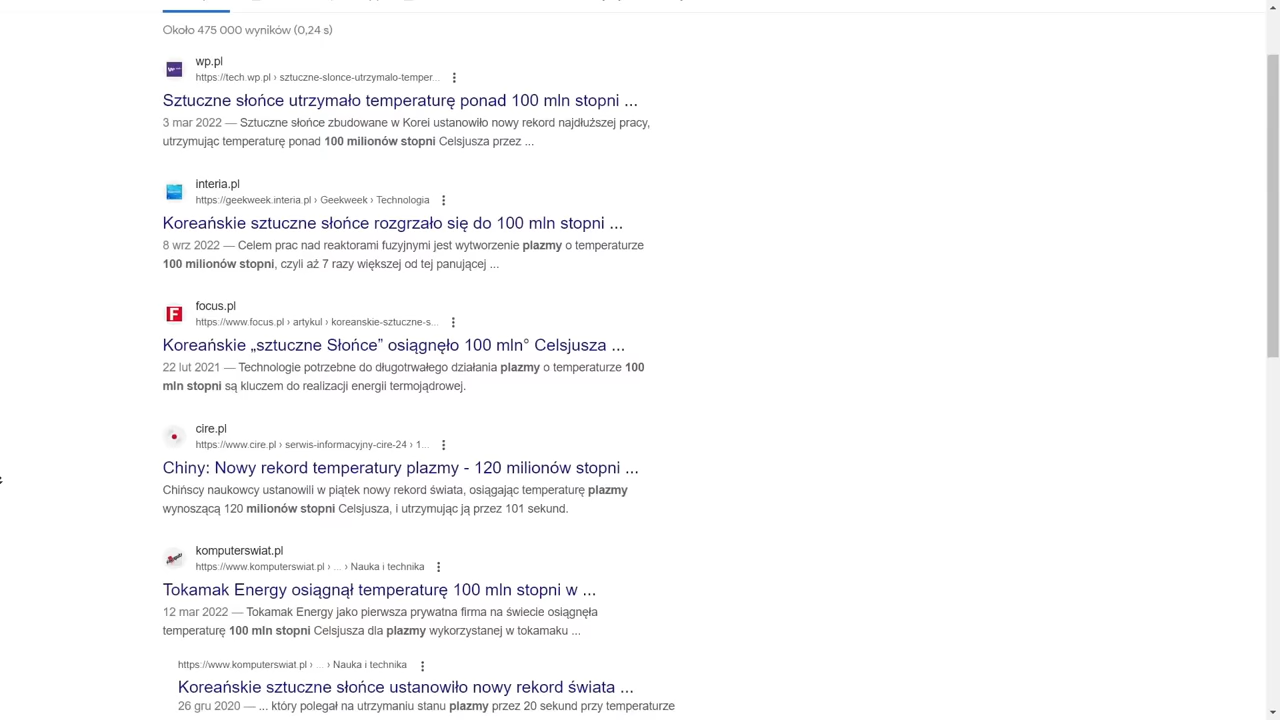 Około 475 000 wyników (0,24 s)
wp.pl
https://tech.wp.pl › sztuczne-slonce-utrzymalo-temper...
Sztuczne słońce utrzymało temperaturę ponad 100 mln stopni ...
3 mar 2022 — Sztuczne słońce zbudowane w Korei ustanowiło nowy rekord najdłuższej pracy,
utrzymując temperaturę ponad 100 milionów stopni Celsjusza przez ...
interia.pl
https://geekweek.interia.pl › Geekweek › Technologia
Koreańskie sztuczne słońce rozgrzało się do 100 mln stopni ...
8 wrz 2022 — Celem prac nad reaktorami fuzyjnymi jest wytworzenie plazmy o temperaturze
100 milionów stopni, czyli aż 7 razy większej od tej panującej ...
focus.pl
https://www.focus.pl › artykul › koreanskie-sztuczne-s...
Koreańskie „sztuczne Słońce” osiągnęło 100 mln° Celsjusza ...
22 lut 2021 — Technologie potrzebne do długotrwałego działania plazmy o temperaturze 100
mln stopni są kluczem do realizacji energii termojądrowej.
cire.pl
https://www.cire.pl › serwis-informacyjny-cire-24 › 1...
Chiny: Nowy rekord temperatury plazmy - 120 milionów stopni ...
Chińscy naukowcy ustanowili w piątek nowy rekord świata, osiągając temperaturę plazmy
wynoszącą 120 milionów stopni Celsjusza, i utrzymując ją przez 101 sekund.
komputerswiat.pl
https://www.komputerswiat.pl › ... › Nauka i technika
Tokamak Energy osiągnął temperaturę 100 mln stopni w ...
12 mar 2022 — Tokamak Energy jako pierwsza prywatna firma na świecie osiągnęła
temperaturę 100 mln stopni Celsjusza dla plazmy wykorzystanej w tokamaku ...
https://www.komputerswiat.pl › ... › Nauka i technika
Koreańskie sztuczne słońce ustanowiło nowy rekord świata ...
26 gru 2020 — ... który polegał na utrzymaniu stanu plazmy przez 20 sekund przy temperaturze